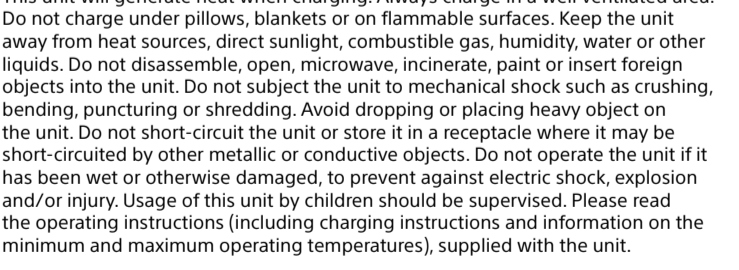 This unit will generate heat when charging. Always charge in a well-ventilated area.
Do not charge under pillows, blankets or on flammable surfaces. Keep the unit
away from heat sources, direct sunlight, combustible gas, humidity, water or other
liquids. Do not disassemble, open, microwave, incinerate, paint or insert foreign
objects into the unit. Do not subject the unit to mechanical shock such as crushing,
bending, puncturing or shredding. Avoid dropping or placing heavy object on
the unit. Do not short-circuit the unit or store it in a receptacle where it may be
short-circuited by other metallic or conductive objects. Do not operate the unit if it
has been wet or otherwise damaged, to prevent against electric shock, explosion
and/or injury. Usage of this unit by children should be supervised. Please read
the operating instructions (including charging instructions and information on the
minimum and maximum operating temperatures), supplied with the unit.